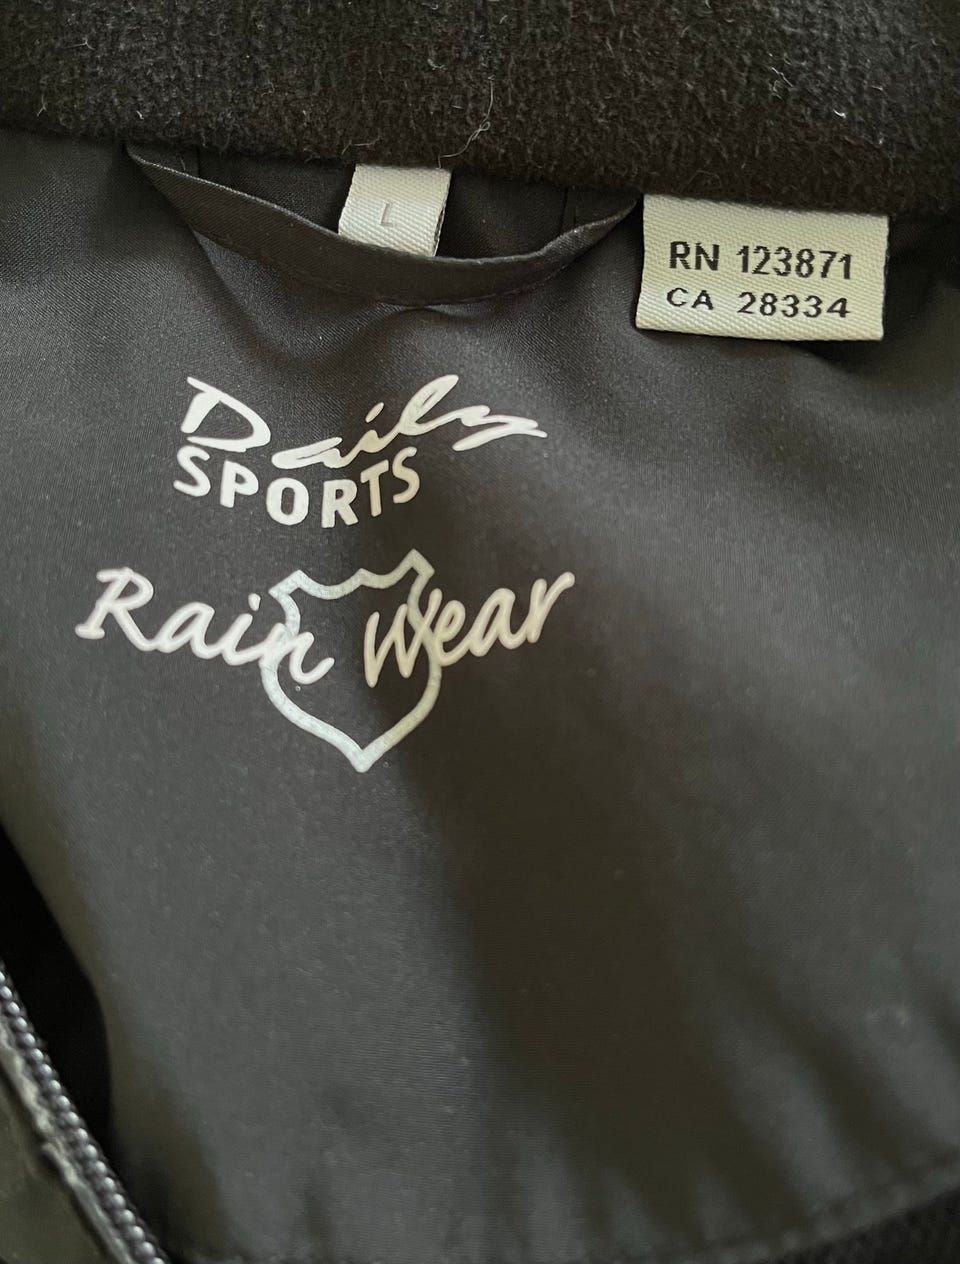 L
RN 123871
CA 28334
Daily
SPORTS
Rain Wear